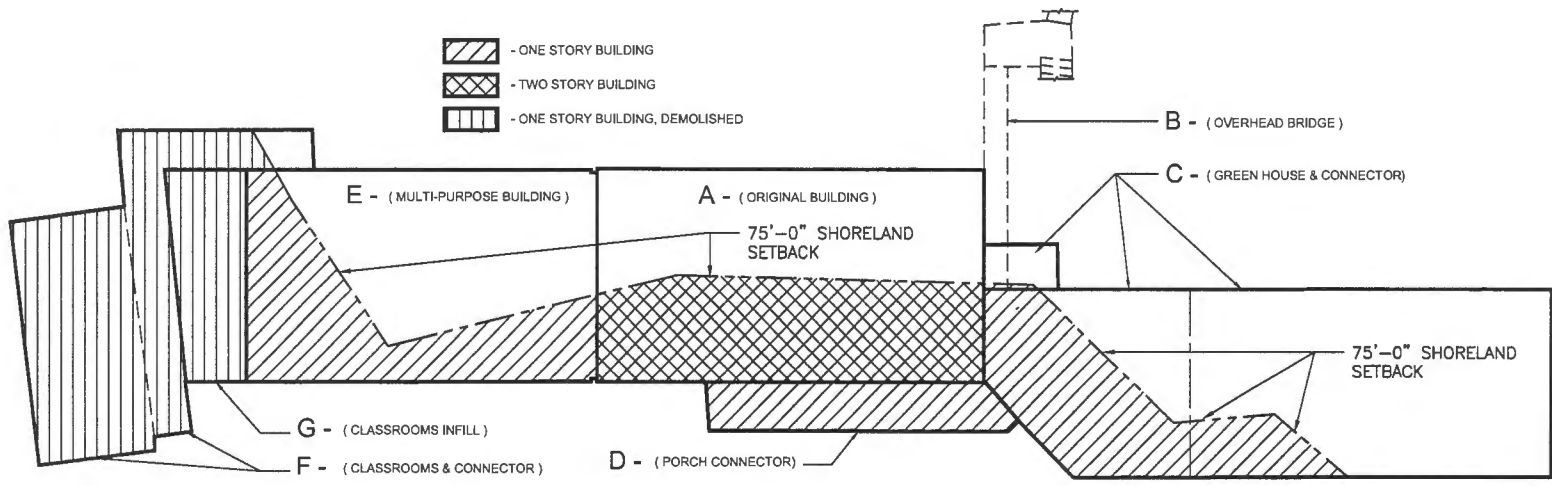 - ONE STORY BUILDING
- TWO STORY BUILDING
- ONE STORY BUILDING, DEMOLISHED
B - ( OVERHEAD BRIDGE )
C - ( GREEN HOUSE & CONNECTOR)
E - ( MULTI-PURPOSE BUILDING )
A - ( ORIGINAL BUILDING )
75'-0" SHORELAND
SETBACK
75'-0" SHORELAND
SETBACK
G - ( CLASSROOMS INFILL )
F - ( CLASSROOMS & CONNECTOR )
D - ( PORCH CONNECTOR)